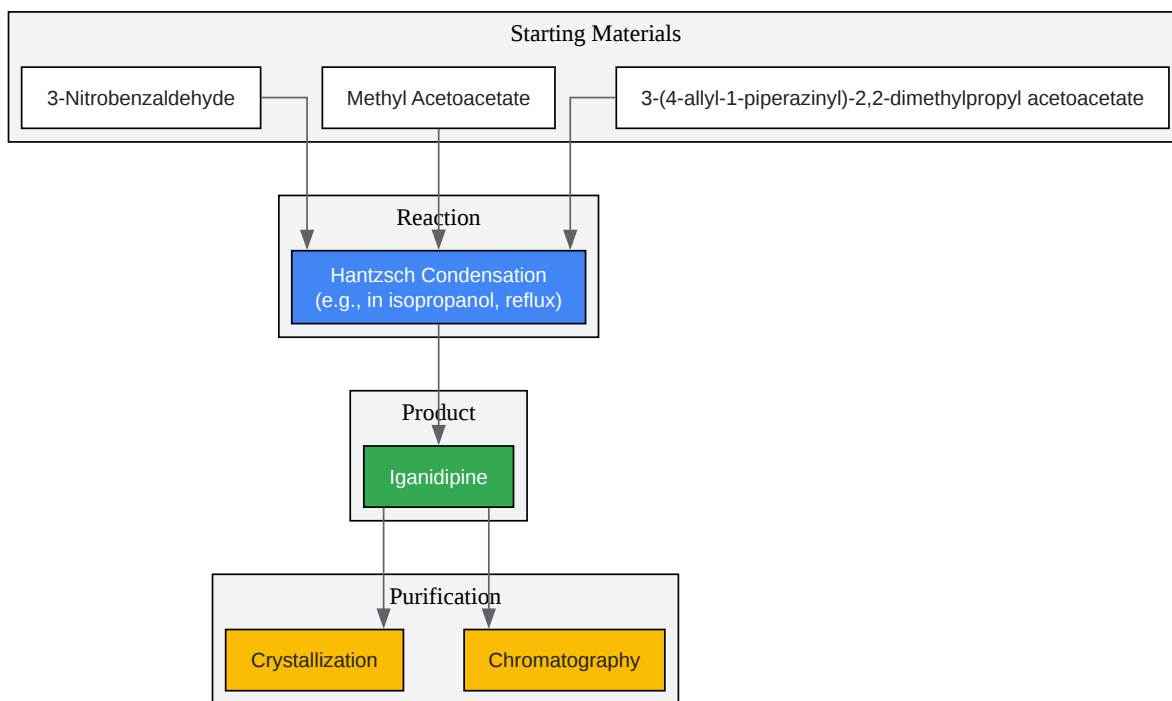 Starting Materials
3-Nitrobenzaldehyde
Methyl Acetoacetate
3-(4-allyl-1-piperazinyl)-2,2-dimethylpropyl acetoacetate
Reaction
Hantzsch Condensation
(e.g., in isopropanol, reflux)
Product
Iganidipine
Purification
Crystallization
Chromatography